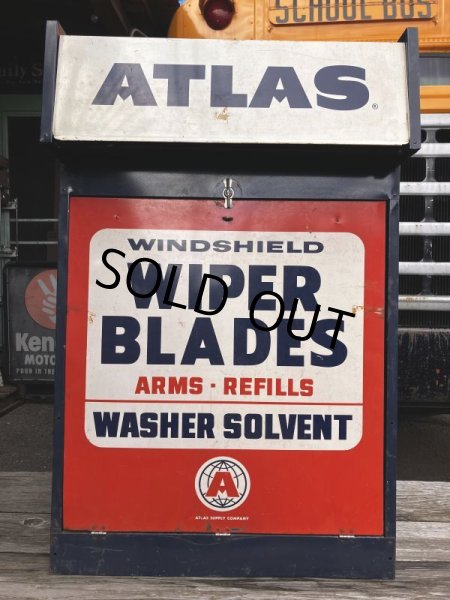 SCHOOL BUS
ATLAS®
WINDSHIELD
WIPER
BLADES
SOLD OUT
ARMS · REFILLS
WASHER SOLVENT
A
ATLAS SUPPLY COMPANY
Ken
MOTO